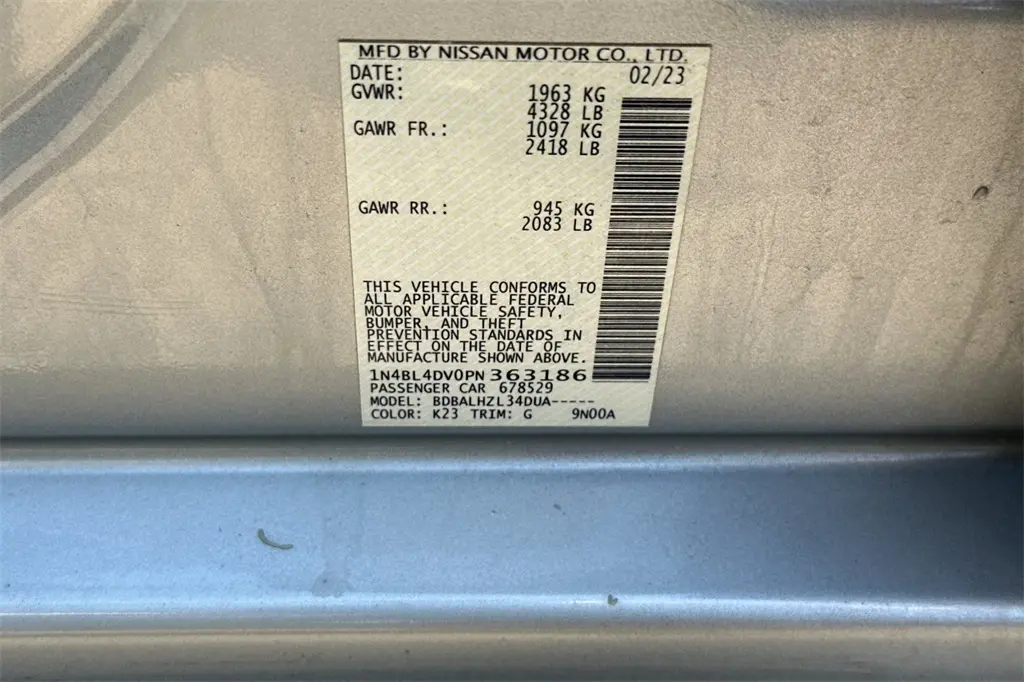 MFD BY NISSAN MOTOR CO., LTD.
DATE: 02/23
GVWR: 1963 KG
4328 LB
GAWR FR.: 1097 KG
2418 LB
GAWR RR.: 945 KG
2083 LB
THIS VEHICLE CONFORMS TO
ALL APPLICABLE FEDERAL
MOTOR VEHICLE SAFETY,
BUMPER, AND THEFT
PREVENTION STANDARDS IN
EFFECT ON THE DATE OF
MANUFACTURE SHOWN ABOVE.
1N4BL4DV0PN363186
PASSENGER CAR 678529
MODEL: BDBALHZL34DUA-----
COLOR: K23 TRIM: G 9N00A